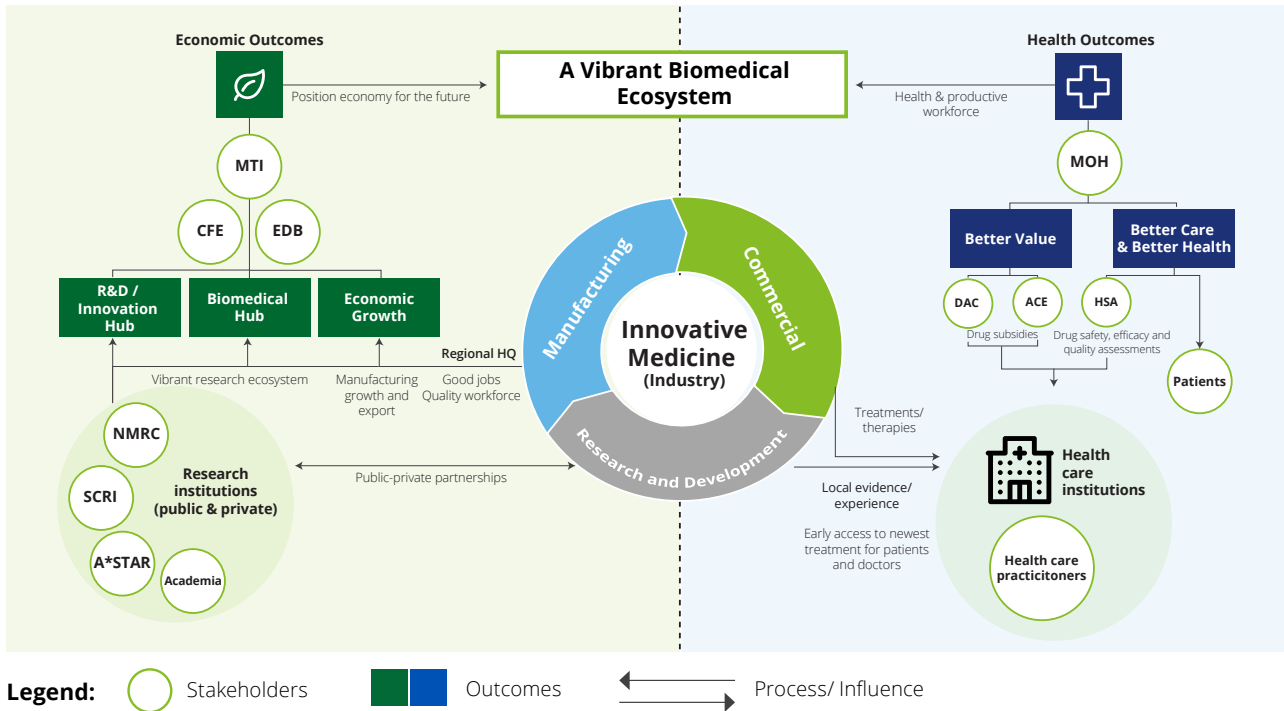 Economic Outcomes
Health Outcomes
A Vibrant Biomedical
Ecosystem
Position economy for the future
Health & productive
workforce
MTI
MOH
CFE
EDB
Better Value
Better Care
& Better Health
R&D /
Innovation
Hub
Biomedical
Hub
Economic
Growth
DAC
ACE
HSA
Drug subsidies
Drug safety, efficacy and
quality assessments
Patients
Manufacturing
Commercial
Research and Development
Innovative
Medicine
(Industry)
Regional HQ
Vibrant research ecosystem
Manufacturing
growth and
export
Good jobs
Quality workforce
NMRC
SCRI
A*STAR
Academia
Research
institutions
(public & private)
Public-private partnerships
Treatments/
therapies
Local evidence/
experience
Early access to newest
treatment for patients
and doctors
Health
care
institutions
Health care
practicitoners
Legend:
Stakeholders
Outcomes
Process/ Influence